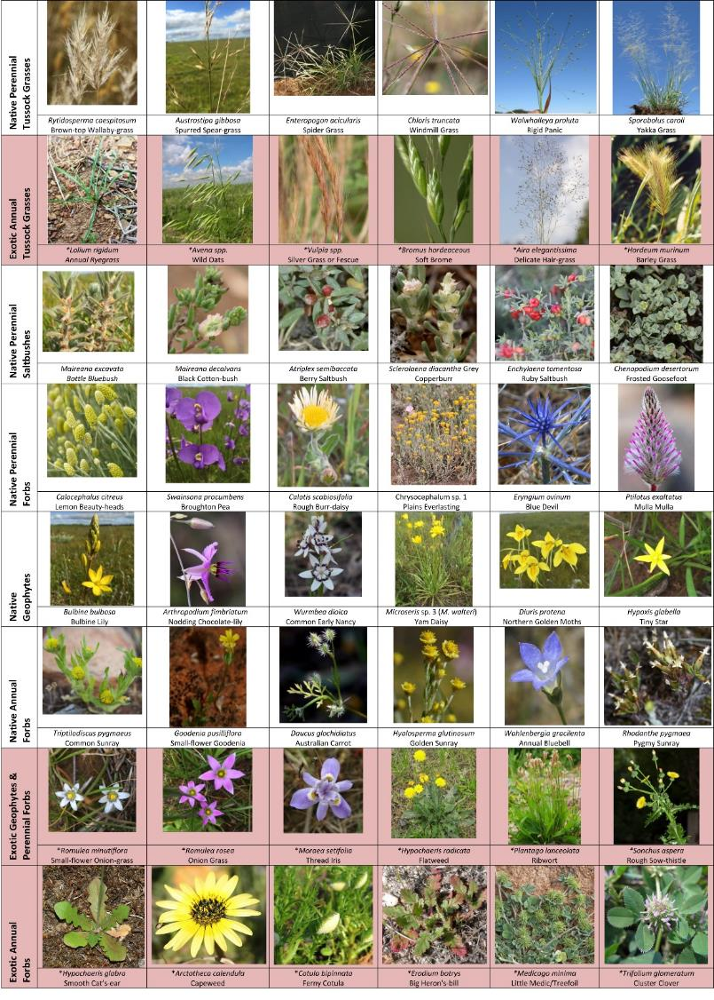 Native Perennial
Tussock Grasses
Rytidosperma caespitosum
Brown-top Wallaby-grass
Austrostipa gibbosa
Spurred Spear-grass
Enteropogon acicularis
Spider Grass
Chloris truncata
Windmill Grass
Walwhalleya proluta
Rigid Panic
Sporobolus caroli
Yakka Grass
Exotic Annual
Tussock Grasses
*Lolium rigidum
Annual Ryegrass
*Avena spp.
Wild Oats
*Vulpia spp.
Silver Grass or Fescue
*Bromus hordeaceous
Soft Brome
*Aira elegantissima
Delicate Hair-grass
*Hordeum murinum
Barley Grass
Native Perennial
Saltbushes
Maireana excavata
Bottle Bluebush
Maireana decalvans
Black Cotton-bush
Atriplex semibaccata
Berry Saltbush
Sclerolaena diacantha Grey
Copperburr
Enchylaena tomentosa
Ruby Saltbush
Chenopodium desertorum
Frosted Goosefoot
Native Perennial
Forbs
Calocephalus citreus
Lemon Beauty-heads
Swainsona procumbens
Broughton Pea
Calotis scabiosifolia
Rough Burr-daisy
Chrysocephalum sp. 1
Plains Everlasting
Eryngium ovinum
Blue Devil
Ptilotus exaltatus
Mulla Mulla
Native
Geophytes
Bulbine bulbosa
Bulbine Lily
Arthropodium fimbriatum
Nodding Chocolate-lily
Wurmbea dioica
Common Early Nancy
Microseris sp. 3 (M. walteri)
Yam Daisy
Diuris protena
Northern Golden Moths
Hypoxis glabella
Tiny Star
Native Annual
Forbs
Triptilodiscus pygmaeus
Common Sunray
Goodenia pusilliflora
Small-flower Goodenia
Daucus glochidiatus
Australian Carrot
Hyalosperma glutinosum
Golden Sunray
Wahlenbergia gracilenta
Annual Bluebell
Rhodanthe pygmaea
Pygmy Sunray
Exotic Geophytes &
Perennial Forbs
*Romulea minutiflora
Small-flower Onion-grass
*Romulea rosea
Onion Grass
*Moraea setifolia
Thread Iris
*Hypochaeris radicata
Flatweed
*Plantago lanceolata
Ribwort
*Sonchus aspera
Rough Sow-thistle
Exotic Annual
Forbs
*Hypochaeris glabra
Smooth Cat's-ear
*Arctotheca calendula
Capeweed
*Cotula bipinnata
Ferny Cotula
*Erodium botrys
Big Heron's-bill
*Medicago minima
Little Medic/Treefoil
*Trifolium glomeratum
Cluster Clover